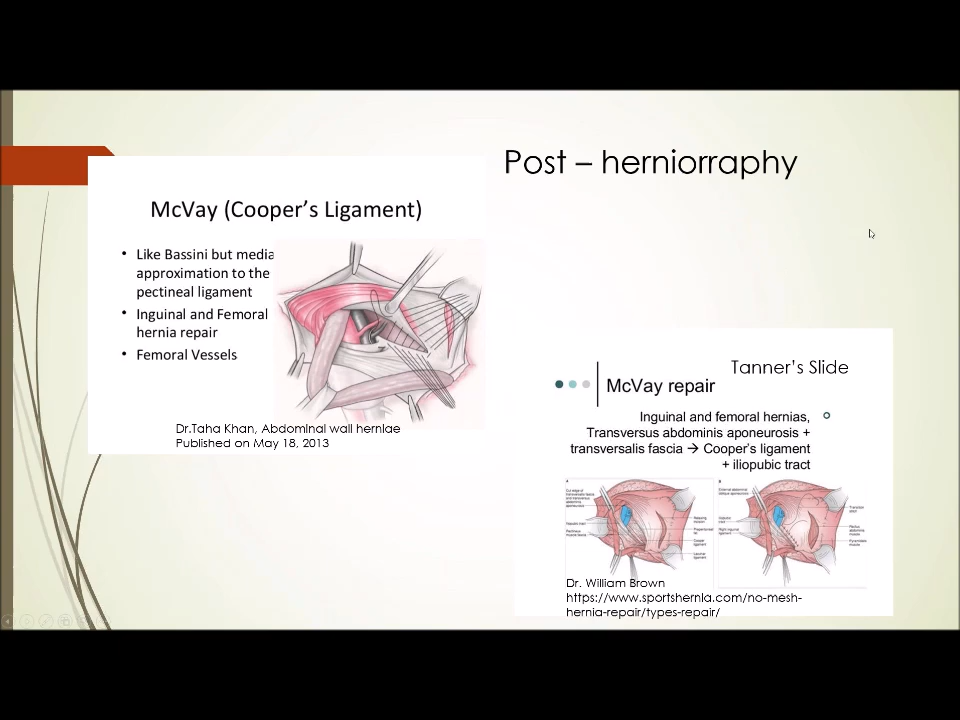 Post – herniorraphy
McVay (Cooper's Ligament)
• Like Bassini but media
approximation to the
pectineal ligament
• Inguinal and Femoral
hernia repair
• Femoral Vessels
Dr.Taha Khan, Abdominal wall herniae
Published on May 18, 2013
Tanner's Slide
McVay repair
Inguinal and femoral hernias,
Transversus abdominis aponeurosis +
transversalis fascia → Cooper's ligament
+ iliopubic tract
A
B
Dr. William Brown
https://www.sportshernia.com/no-mesh-
hernia-repair/types-repair/